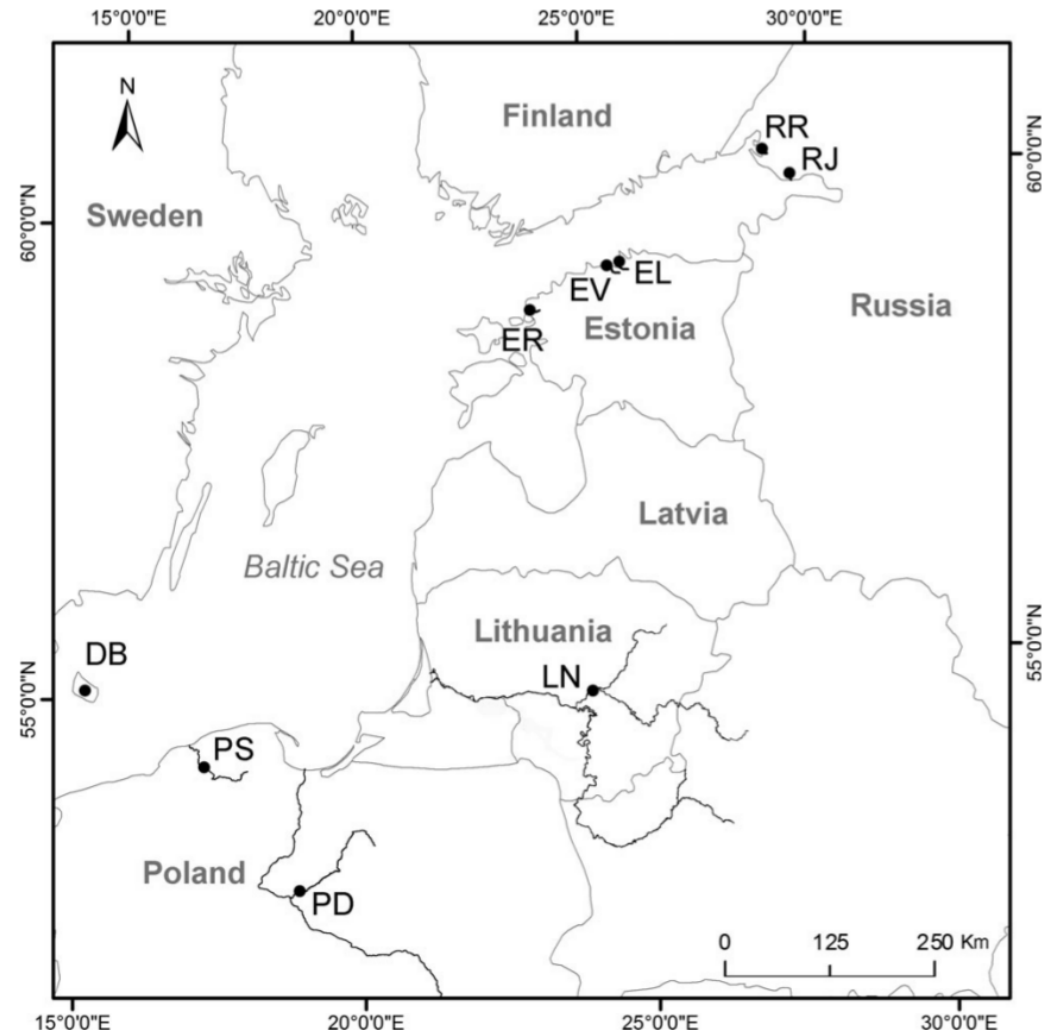 15°0'0"E 20°0'0"E 25°0'0"E 30°0'0"E
N
Finland
RR
RJ
60°0'0"N
Sweden
60°0'0"N
EL
EV
Russia
ER
Estonia
Latvia
Baltic Sea
Lithuania
55°0'0"N
DB
LN
55°0'0"N
PS
Poland
PD
0 125 250 Km
15°0'0"E 20°0'0"E 25°0'0"E 30°0'0"E